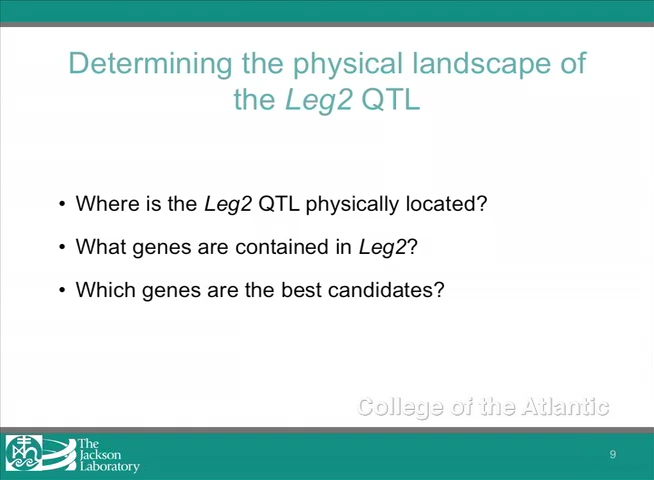 Determining the physical landscape of
the Leg2 QTL
• Where is the Leg2 QTL physically located?
• What genes are contained in Leg2?
• Which genes are the best candidates?
College of the Atlantic
The
Jackson
Laboratory
9